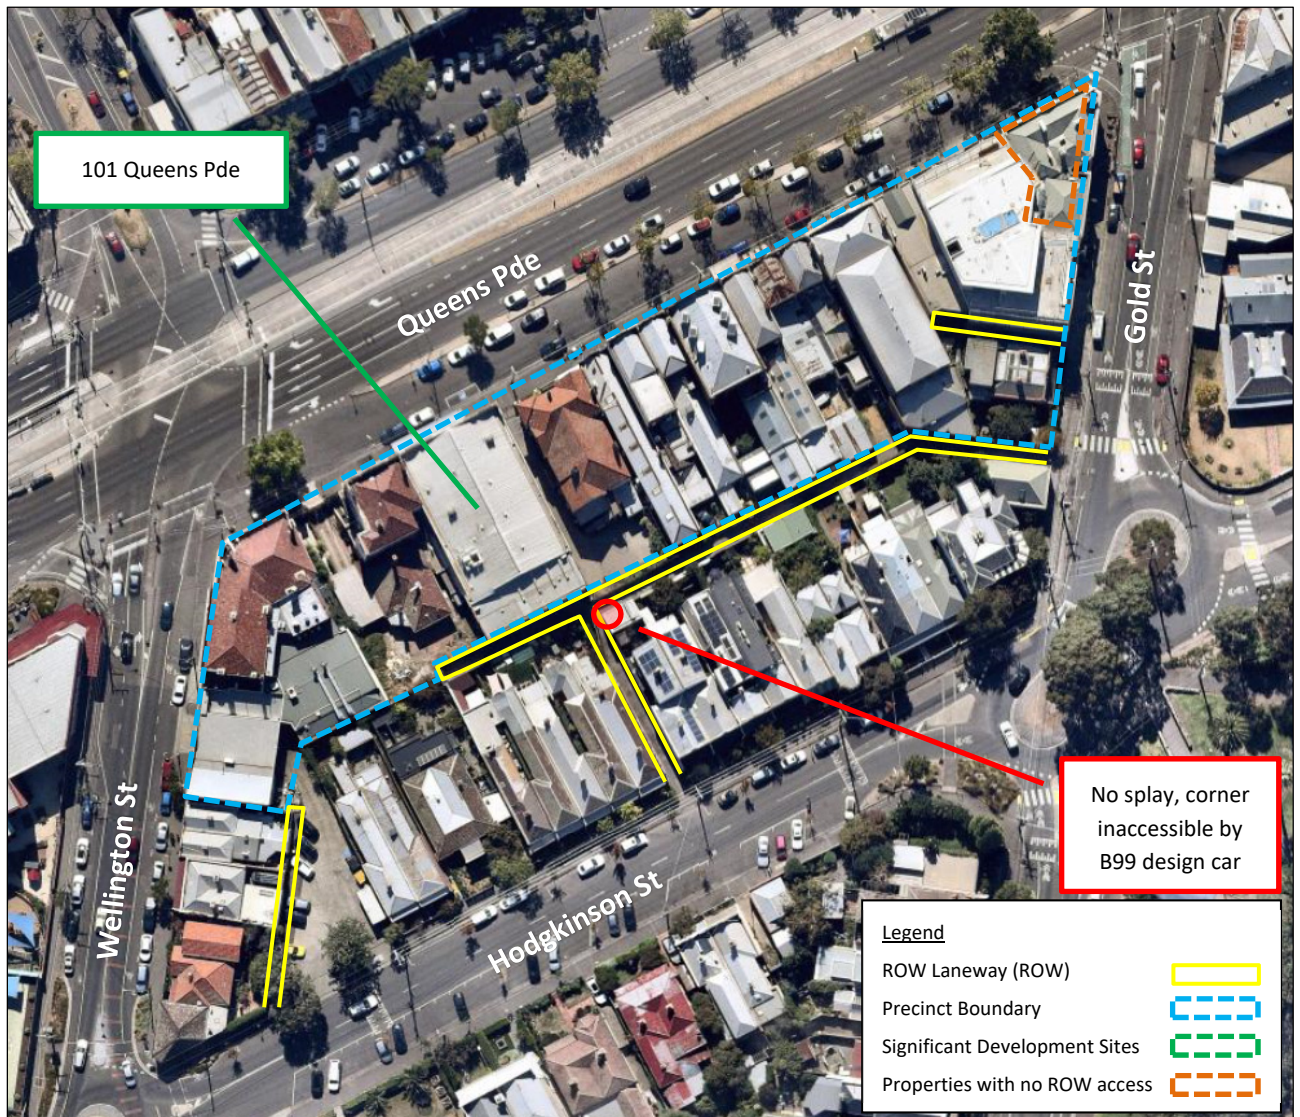 101 Queens Pde
Queens Pde
Gold St
No splay, corner
inaccessible by
B99 design car
Wellington St
Hodgkinson St
Legend
ROW Laneway (ROW)
Precinct Boundary
Significant Development Sites
Properties with no ROW access